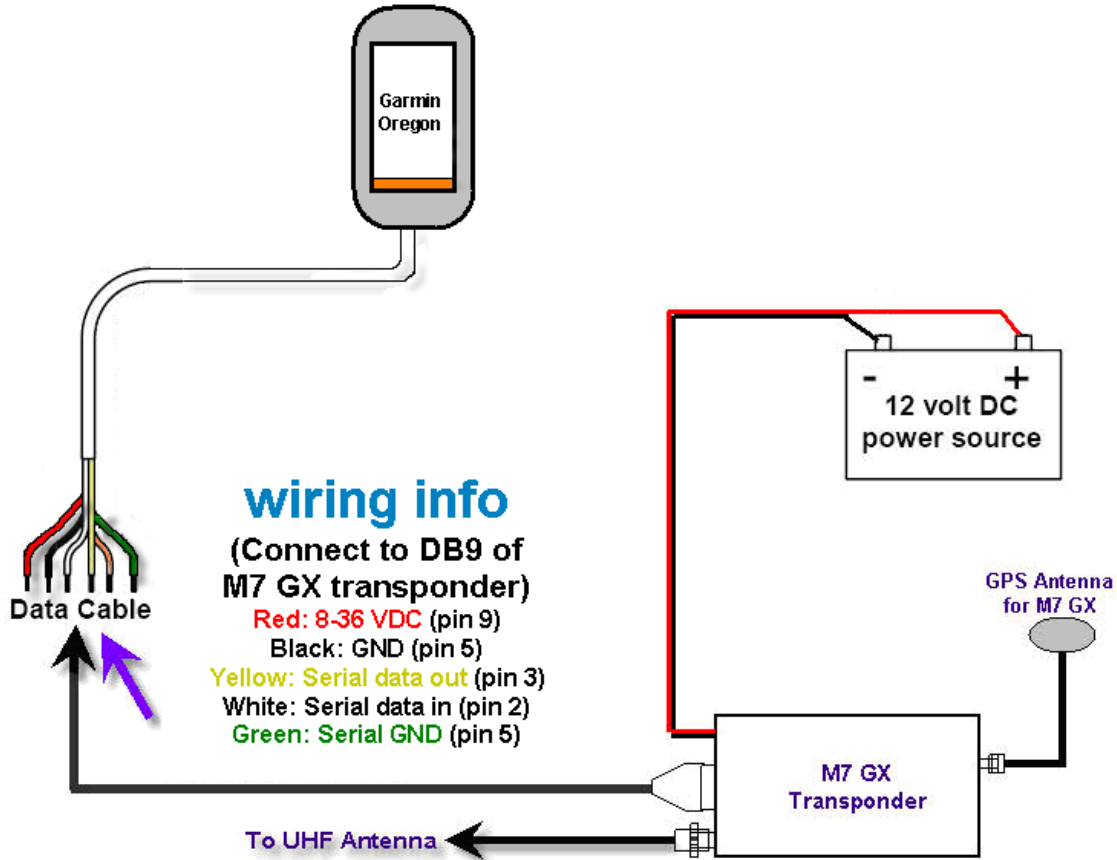 Garmin
Oregon
-
+
12 volt DC
power source
wiring info
(Connect to DB9 of
M7 GX transponder)
Red: 8-36 VDC (pin 9)
Black: GND (pin 5)
Yellow: Serial data out (pin 3)
White: Serial data in (pin 2)
Green: Serial GND (pin 5)
Data Cable
GPS Antenna
for M7 GX
M7 GX
Transponder
To UHF Antenna